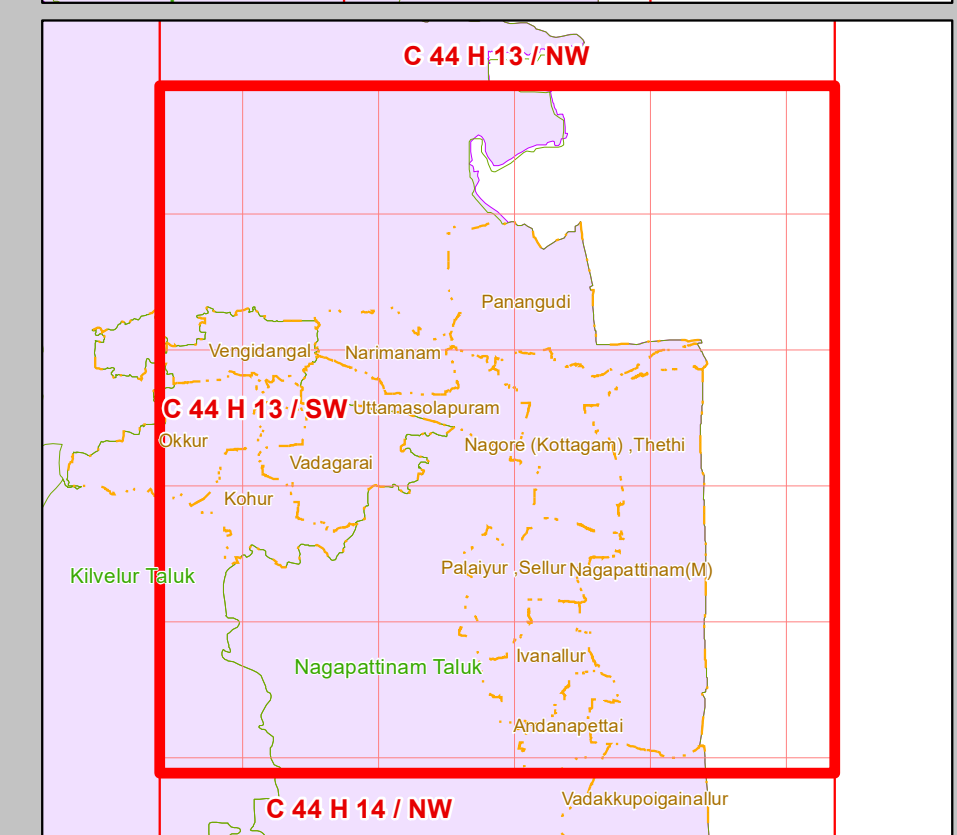 C 44 H 13 / NW
Panangudi
Vengidangal
Narimanam
C 44 H 13 / SW
Uttamasolapuram
Okkur
Nagore (Kottagam) ,Thethi
Vadagarai
Kohur
Kilvelur Taluk
Palaiyur ,Sellur
Nagapattinam(M)
Ivanallur
Nagapattinam Taluk
Andanapettai
C 44 H 14 / NW
Vadakkupoigainallur